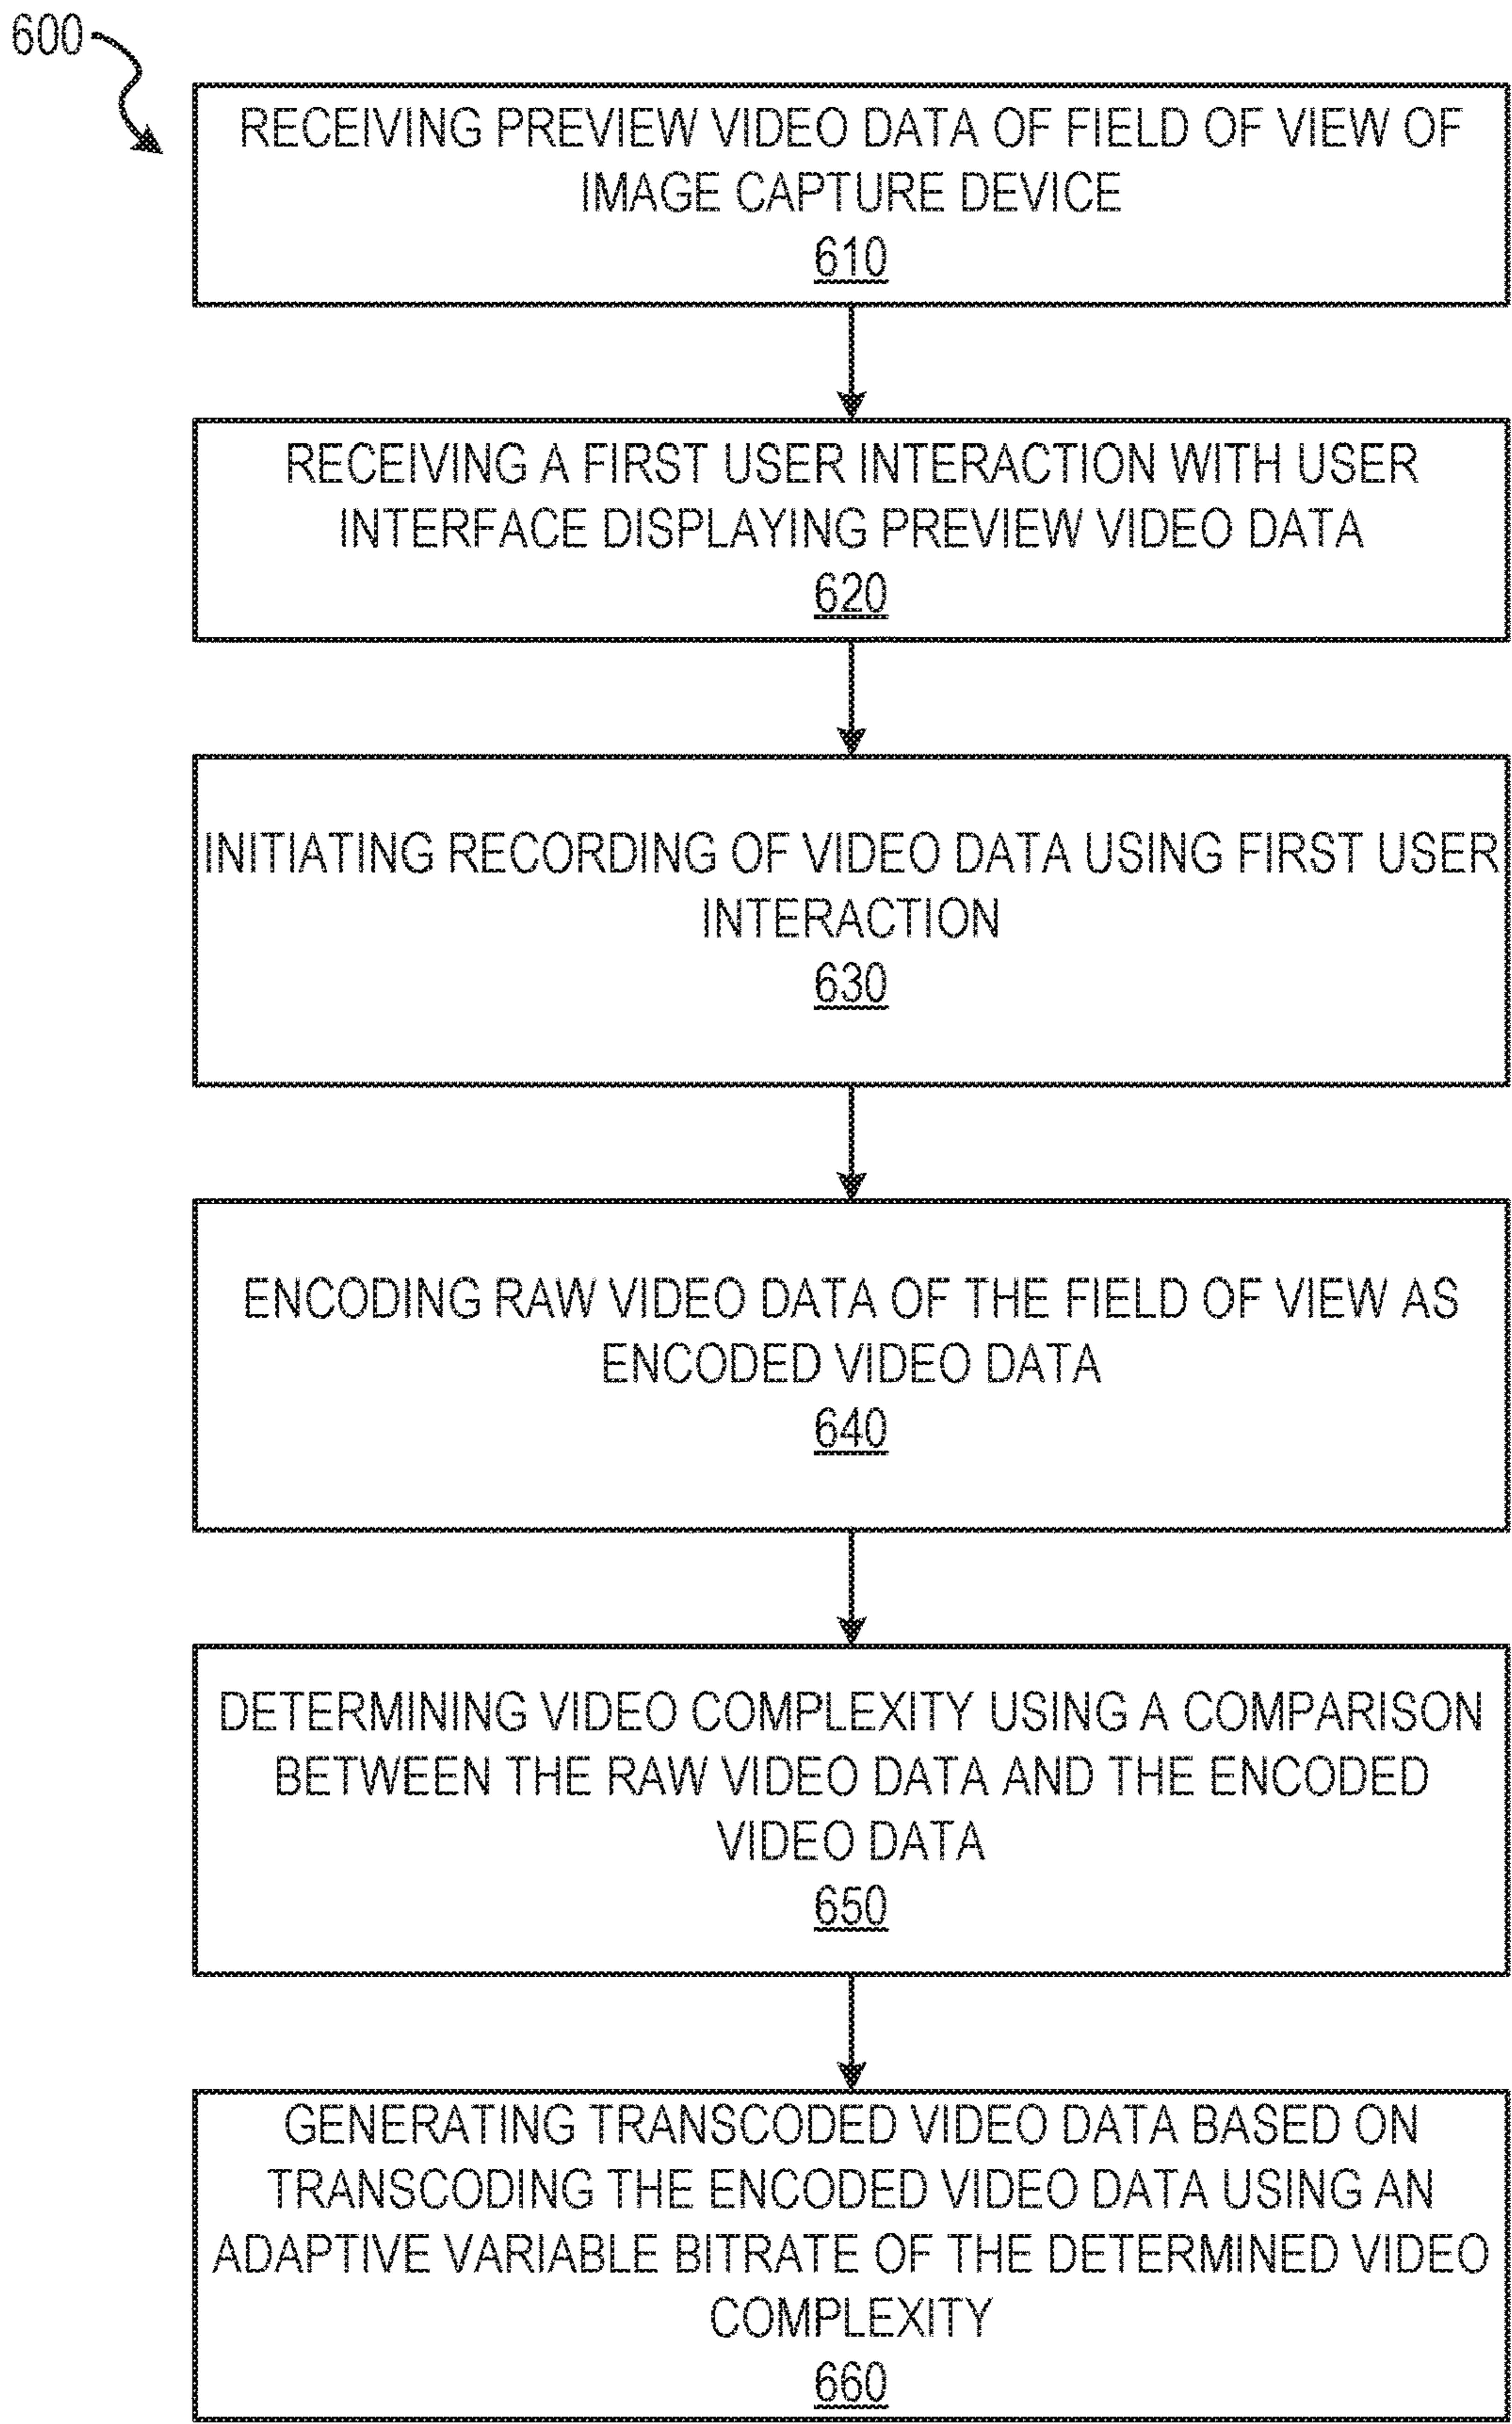 600
RECEIVING PREVIEW VIDEO DATA OF FIELD OF VIEW OF
IMAGE CAPTURE DEVICE
610
RECEIVING A FIRST USER INTERACTION WITH USER
INTERFACE DISPLAYING PREVIEW VIDEO DATA
620
INITIATING RECORDING OF VIDEO DATA USING FIRST USER
INTERACTION
630
ENCODING RAW VIDEO DATA OF THE FIELD OF VIEW AS
ENCODED VIDEO DATA
640
DETERMINING VIDEO COMPLEXITY USING A COMPARISON
BETWEEN THE RAW VIDEO DATA AND THE ENCODED
VIDEO DATA
650
GENERATING TRANSCODED VIDEO DATA BASED ON
TRANSCODING THE ENCODED VIDEO DATA USING AN
ADAPTIVE VARIABLE BITRATE OF THE DETERMINED VIDEO
COMPLEXITY
660